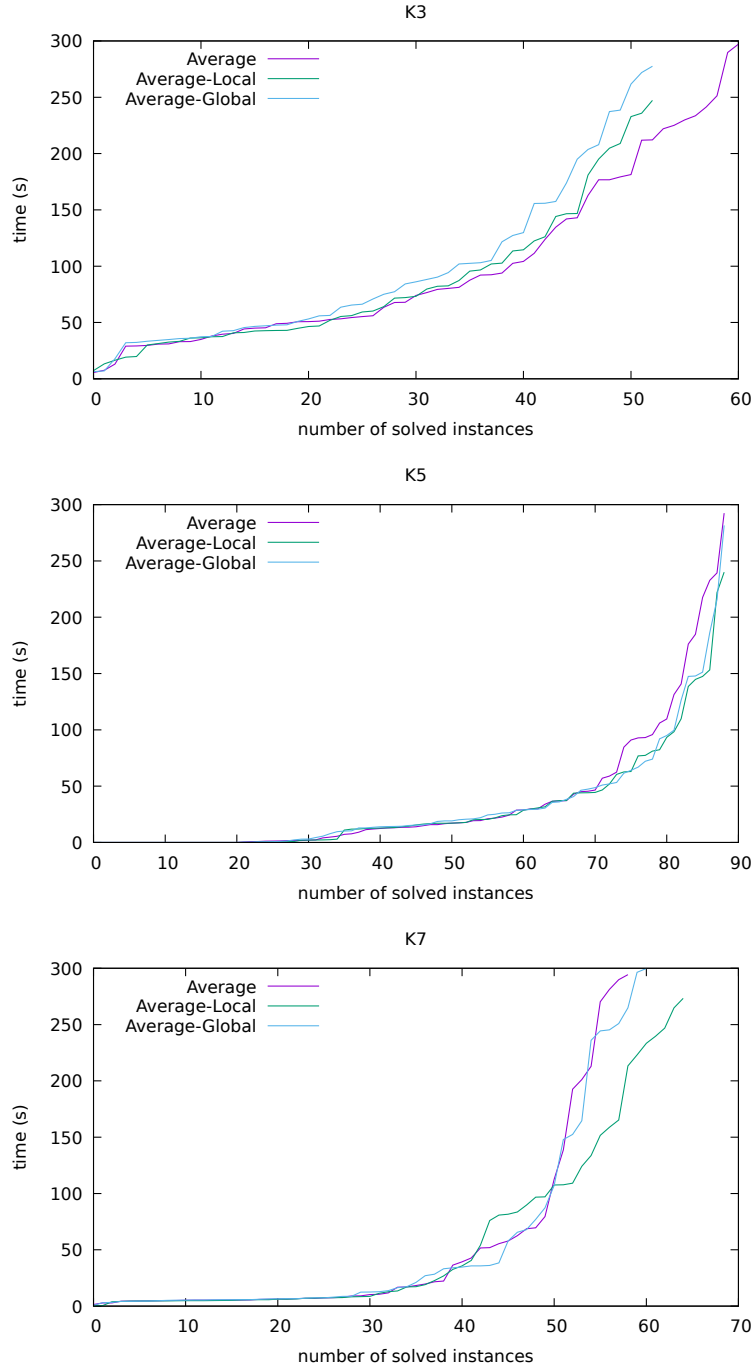 K3
300
250
200
150
100
50
0
time (s)
Average
Average-Local
Average-Global
0 10 20 30 40 50 60
number of solved instances
K5
300
250
200
150
100
50
0
time (s)
Average
Average-Local
Average-Global
0 10 20 30 40 50 60 70 80 90
number of solved instances
K7
300
250
200
150
100
50
0
time (s)
Average
Average-Local
Average-Global
0 10 20 30 40 50 60 70
number of solved instances